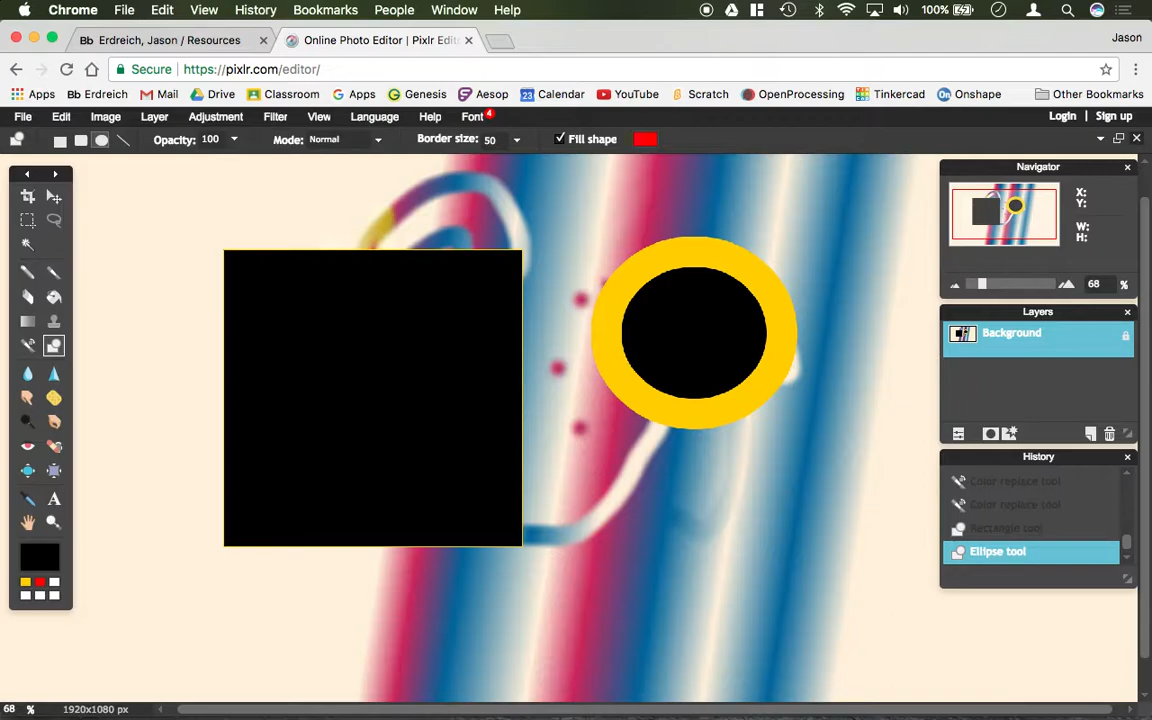 Chrome File Edit View History Bookmarks People Window Help 100%
Bb Erdreich, Jason / Resources Online Photo Editor | Pixlr Edit Jason
Secure https://pixlr.com/editor/
Apps Bb Erdreich Mail Drive Classroom Apps Genesis Aesop 23 Calendar YouTube Scratch OpenProcessing Tinkercad On Onshape Other Bookmarks
File Edit Image Layer Adjustment Filter View Language Help Font 4 Login Sign up
Opacity: 100 Mode: Normal Border size: 50 Fill shape
Navigator
X:
Y:
W:
H:
68 %
Layers
Background
History
Color replace tool
Color replace tool
Rectangle tool
Ellipse tool
A
68 % 1920x1080 px